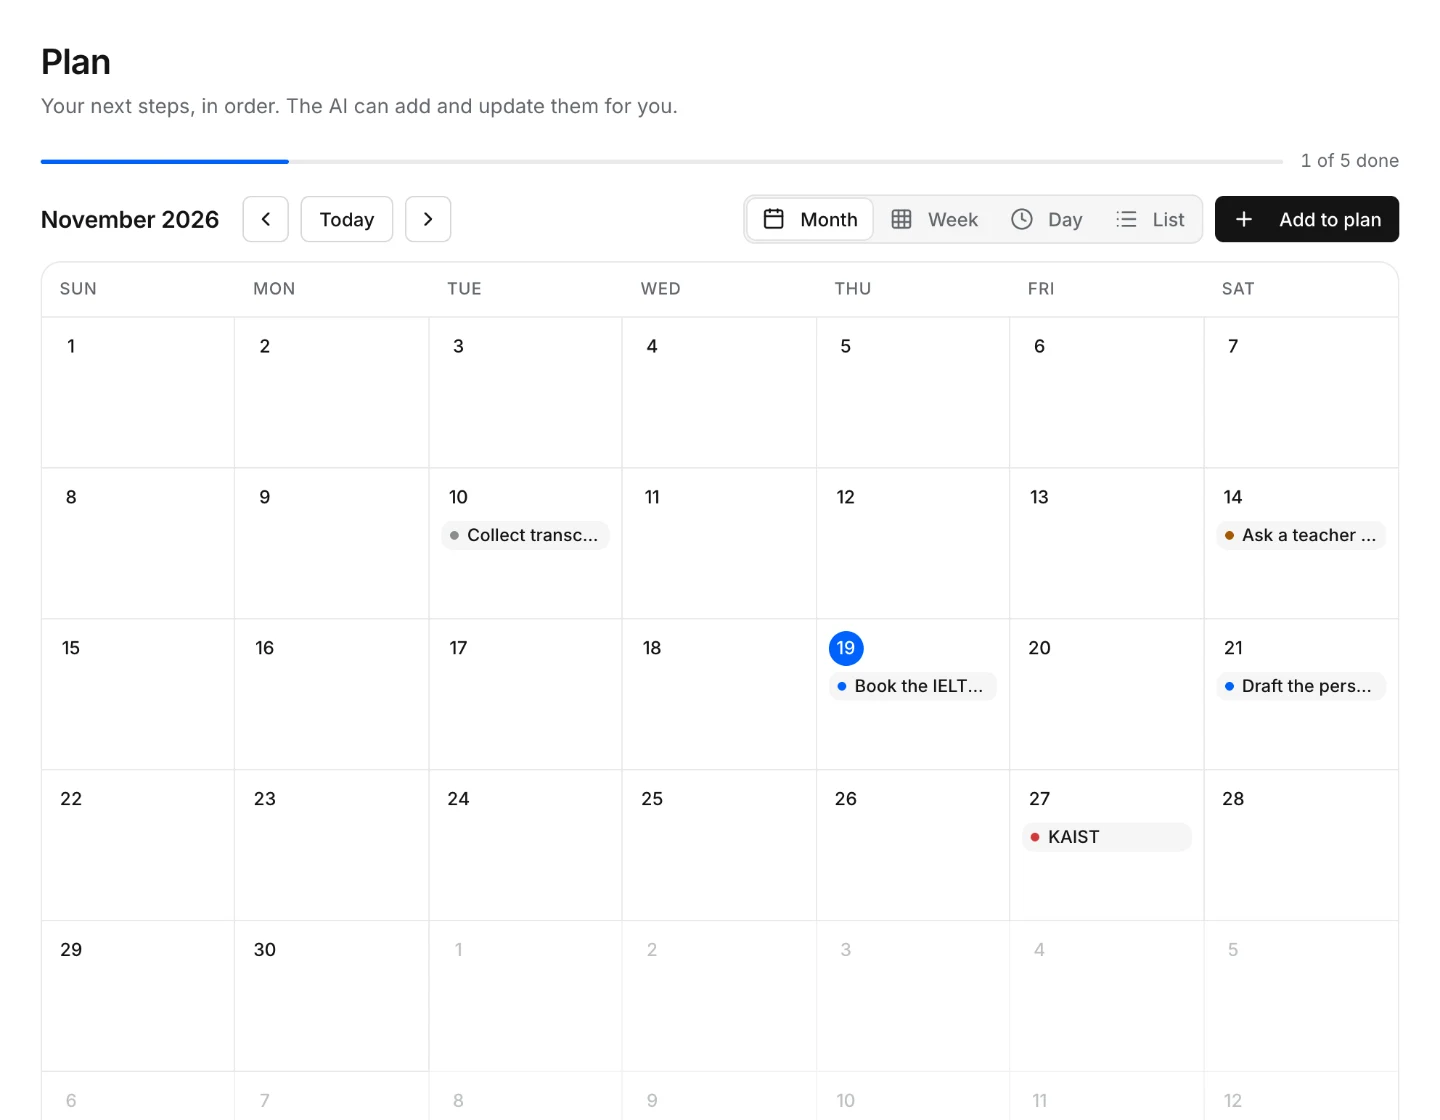 Plan
Your next steps, in order. The AI can add and update them for you.
1 of 5 done
November 2026 Today Month Week Day List Add to plan
SUN MON TUE WED THU FRI SAT
1 2 3 4 5 6 7
8 9 10 11 12 13 14
Collect transc... Ask a teacher ...
15 16 17 18 19 20 21
Book the IELT... Draft the pers...
22 23 24 25 26 27 28
KAIST
29 30 1 2 3 4 5
6 7 8 9 10 11 12